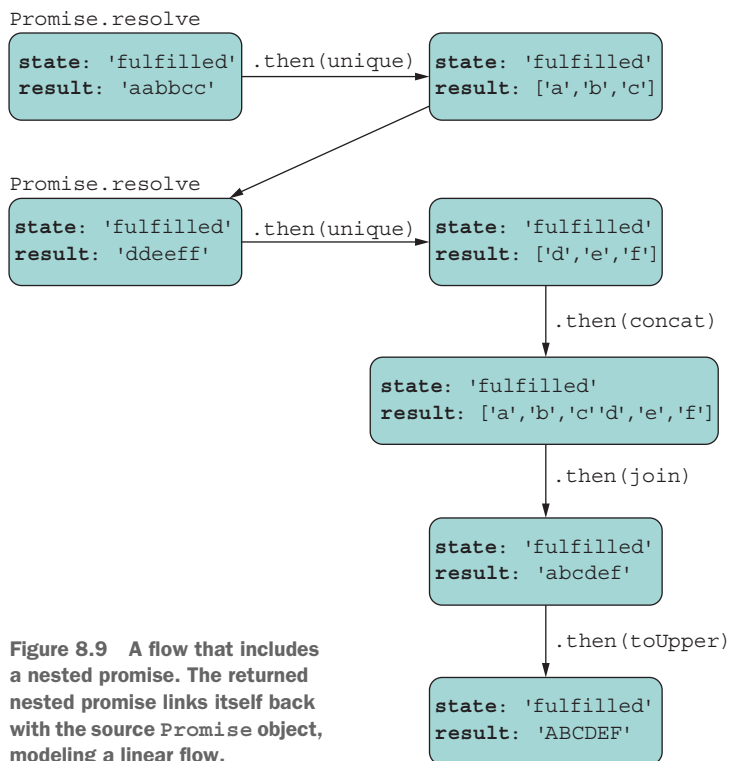 Promise.resolve
state: 'fulfilled'
result: 'aabbcc'
.then(unique)
state: 'fulfilled'
result: ['a','b','c']
Promise.resolve
state: 'fulfilled'
result: 'ddeeff'
.then(unique)
state: 'fulfilled'
result: ['d','e','f']
.then(concat)
state: 'fulfilled'
result: ['a','b','c''d','e','f']
.then(join)
state: 'fulfilled'
result: 'abcdef'
.then(toUpper)
state: 'fulfilled'
result: 'ABCDEF'
Figure 8.9 A flow that includes
a nested promise. The returned
nested promise links itself back
with the source Promise object,
modeling a linear flow.